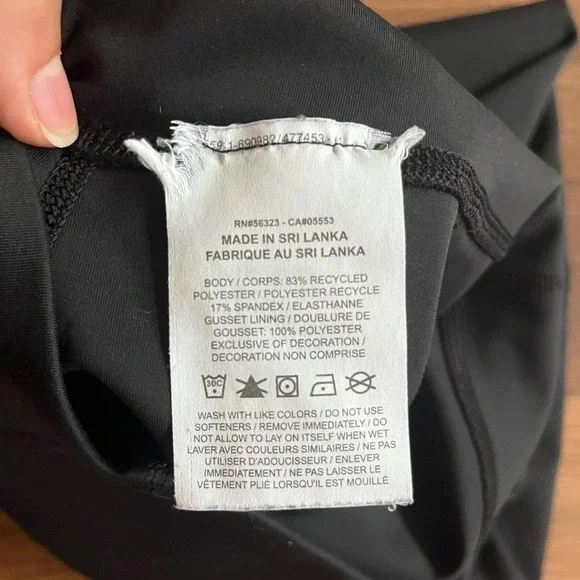 1-690982/477453
RN#56323 - CA#05553
MADE IN SRI LANKA
FABRIQUE AU SRI LANKA
BODY / CORPS: 83% RECYCLED
POLYESTER / POLYESTER RECYCLE
17% SPANDEX / ELASTHANNE
GUSSET LINING / DOUBLURE DE
GOUSSET: 100% POLYESTER
EXCLUSIVE OF DECORATION /
DECORATION NON COMPRISE
30C
WASH WITH LIKE COLORS / DO NOT USE
SOFTENERS / REMOVE IMMEDIATELY / DO
NOT ALLOW TO LAY ON ITSELF WHEN WET
LAVER AVEC COULEURS SIMILAIRES / NE PAS
UTILISER D'ADOUCISSEUR / ENLEVER
IMMEDIATEMENT / NE PAS LAISSER LE
VÊTEMENT PLIÉ LORSQU'IL EST MOUILLÉ